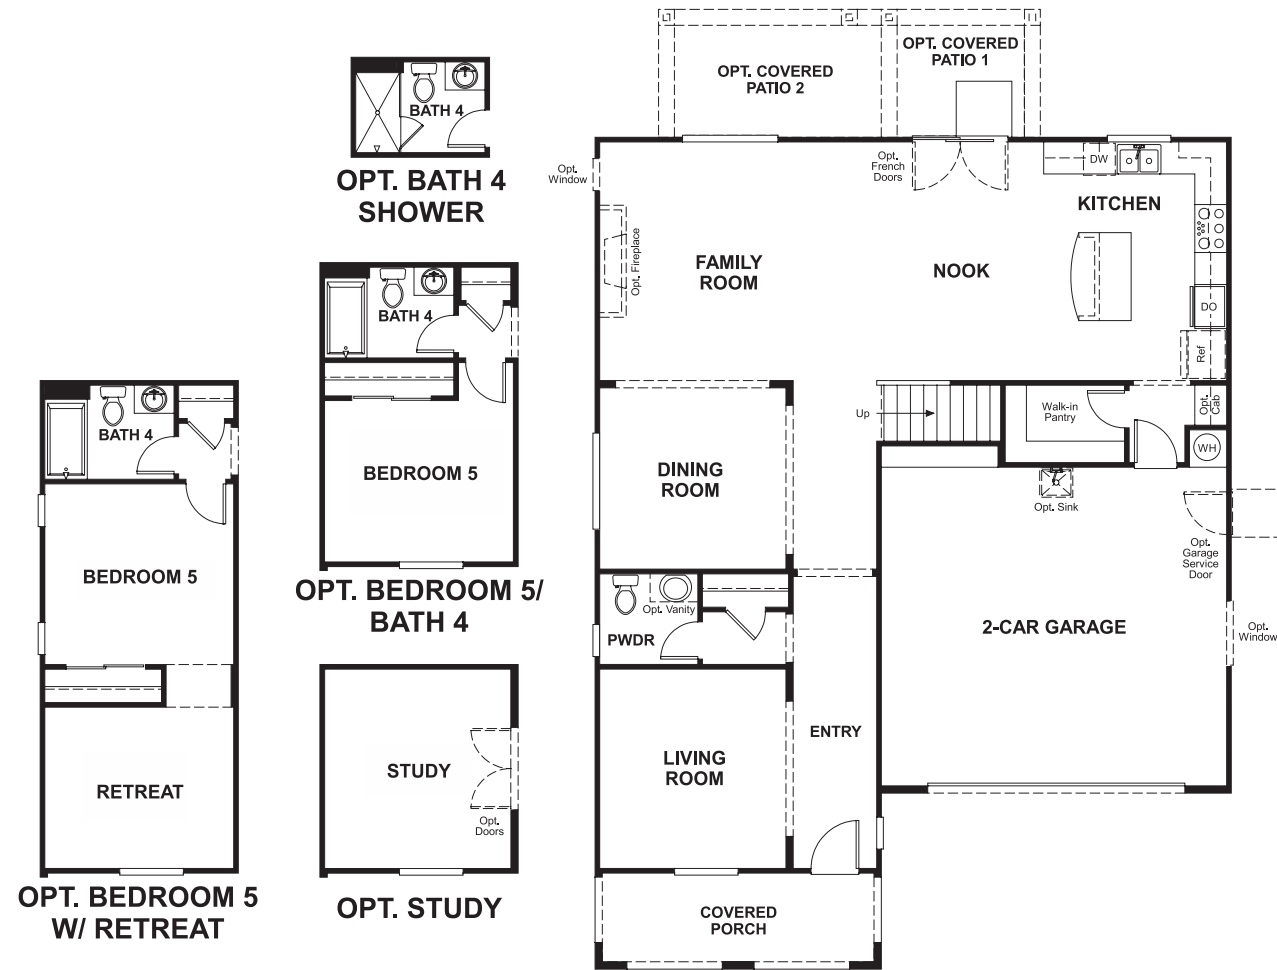 OPT. COVERED
PATIO 1
OPT. COVERED
PATIO 2
BATH 4
OPT. BATH 4
SHOWER
Opt.
Window
Opt.
French
Doors
DW
KITCHEN
Opt. Fireplace
FAMILY
ROOM
NOOK
DO
Ref
BATH 4
BEDROOM 5
OPT. BEDROOM 5/
BATH 4
Up
Walk-in
Pantry
Opt.
Cab
WH
DINING
ROOM
Opt. Sink
Opt.
Garage
Service
Door
BATH 4
BEDROOM 5
RETREAT
OPT. BEDROOM 5
W/ RETREAT
Opt. Vanity
PWDR
2-CAR GARAGE
Opt.
Window
STUDY
Opt.
Doors
OPT. STUDY
LIVING
ROOM
ENTRY
COVERED
PORCH